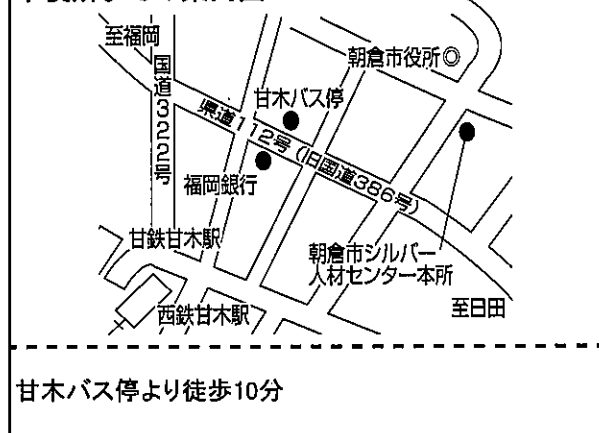 至福岡
朝倉市役所◎
国道322号
甘木バス停
県道112号(旧国道386号)
福岡銀行
甘鉄甘木駅
朝倉市シルバー
人材センター本所
西鉄甘木駅
至日田
甘木バス停より徒歩10分